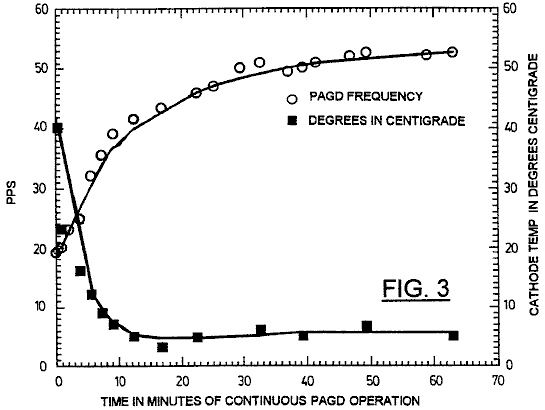 60
50
40
30
20
10
0
PPS
60
50
40
30
20
10
0
CATHODE TEMP IN DEGREES CENTIGRADE
PAGD FREQUENCY
DEGREES IN CENTIGRADE
FIG. 3
0 10 20 30 40 50 60 70
TIME IN MINUTES OF CONTINUOUS PAGD OPERATION